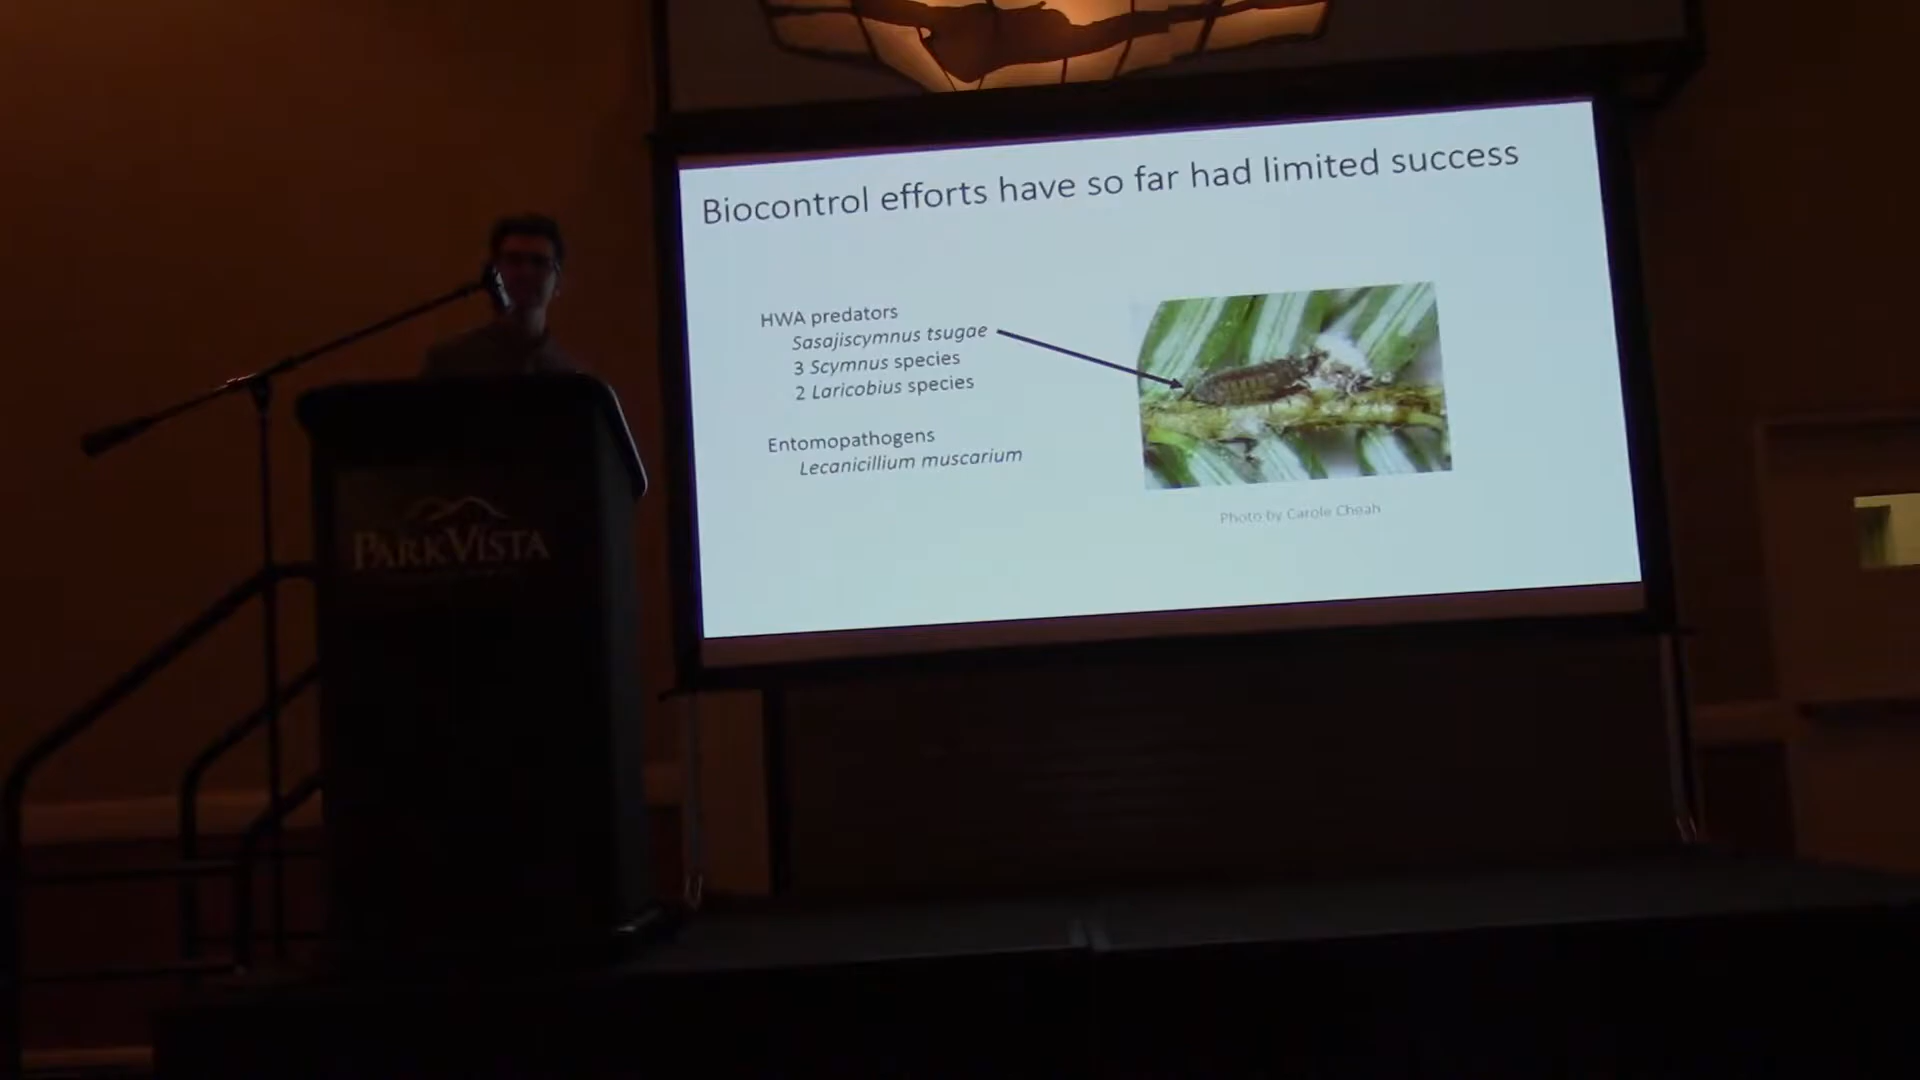 Biocontrol efforts have so far had limited success
HWA predators
Sasajiscymnus tsugae
3 Scymnus species
2 Laricobius species
Entomopathogens
Lecanicillium muscarium
Photo by Carole Cheah
PARKVISTA